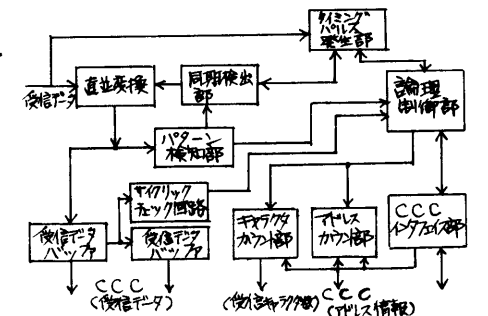 タイミング
パルス
発生部
受信データ
直並変換
同期検出
部
論理
制御部
パターン
検知部
サイクリック
チェック回路
受信データ
バッファ
受信データ
バッファ
キャラクタ
カウント部
アドレス
カウント部
CCC
インタフェイス部
CCC
(受信データ)
(受信キャラクタ数)
CCC
(アドレス情報)